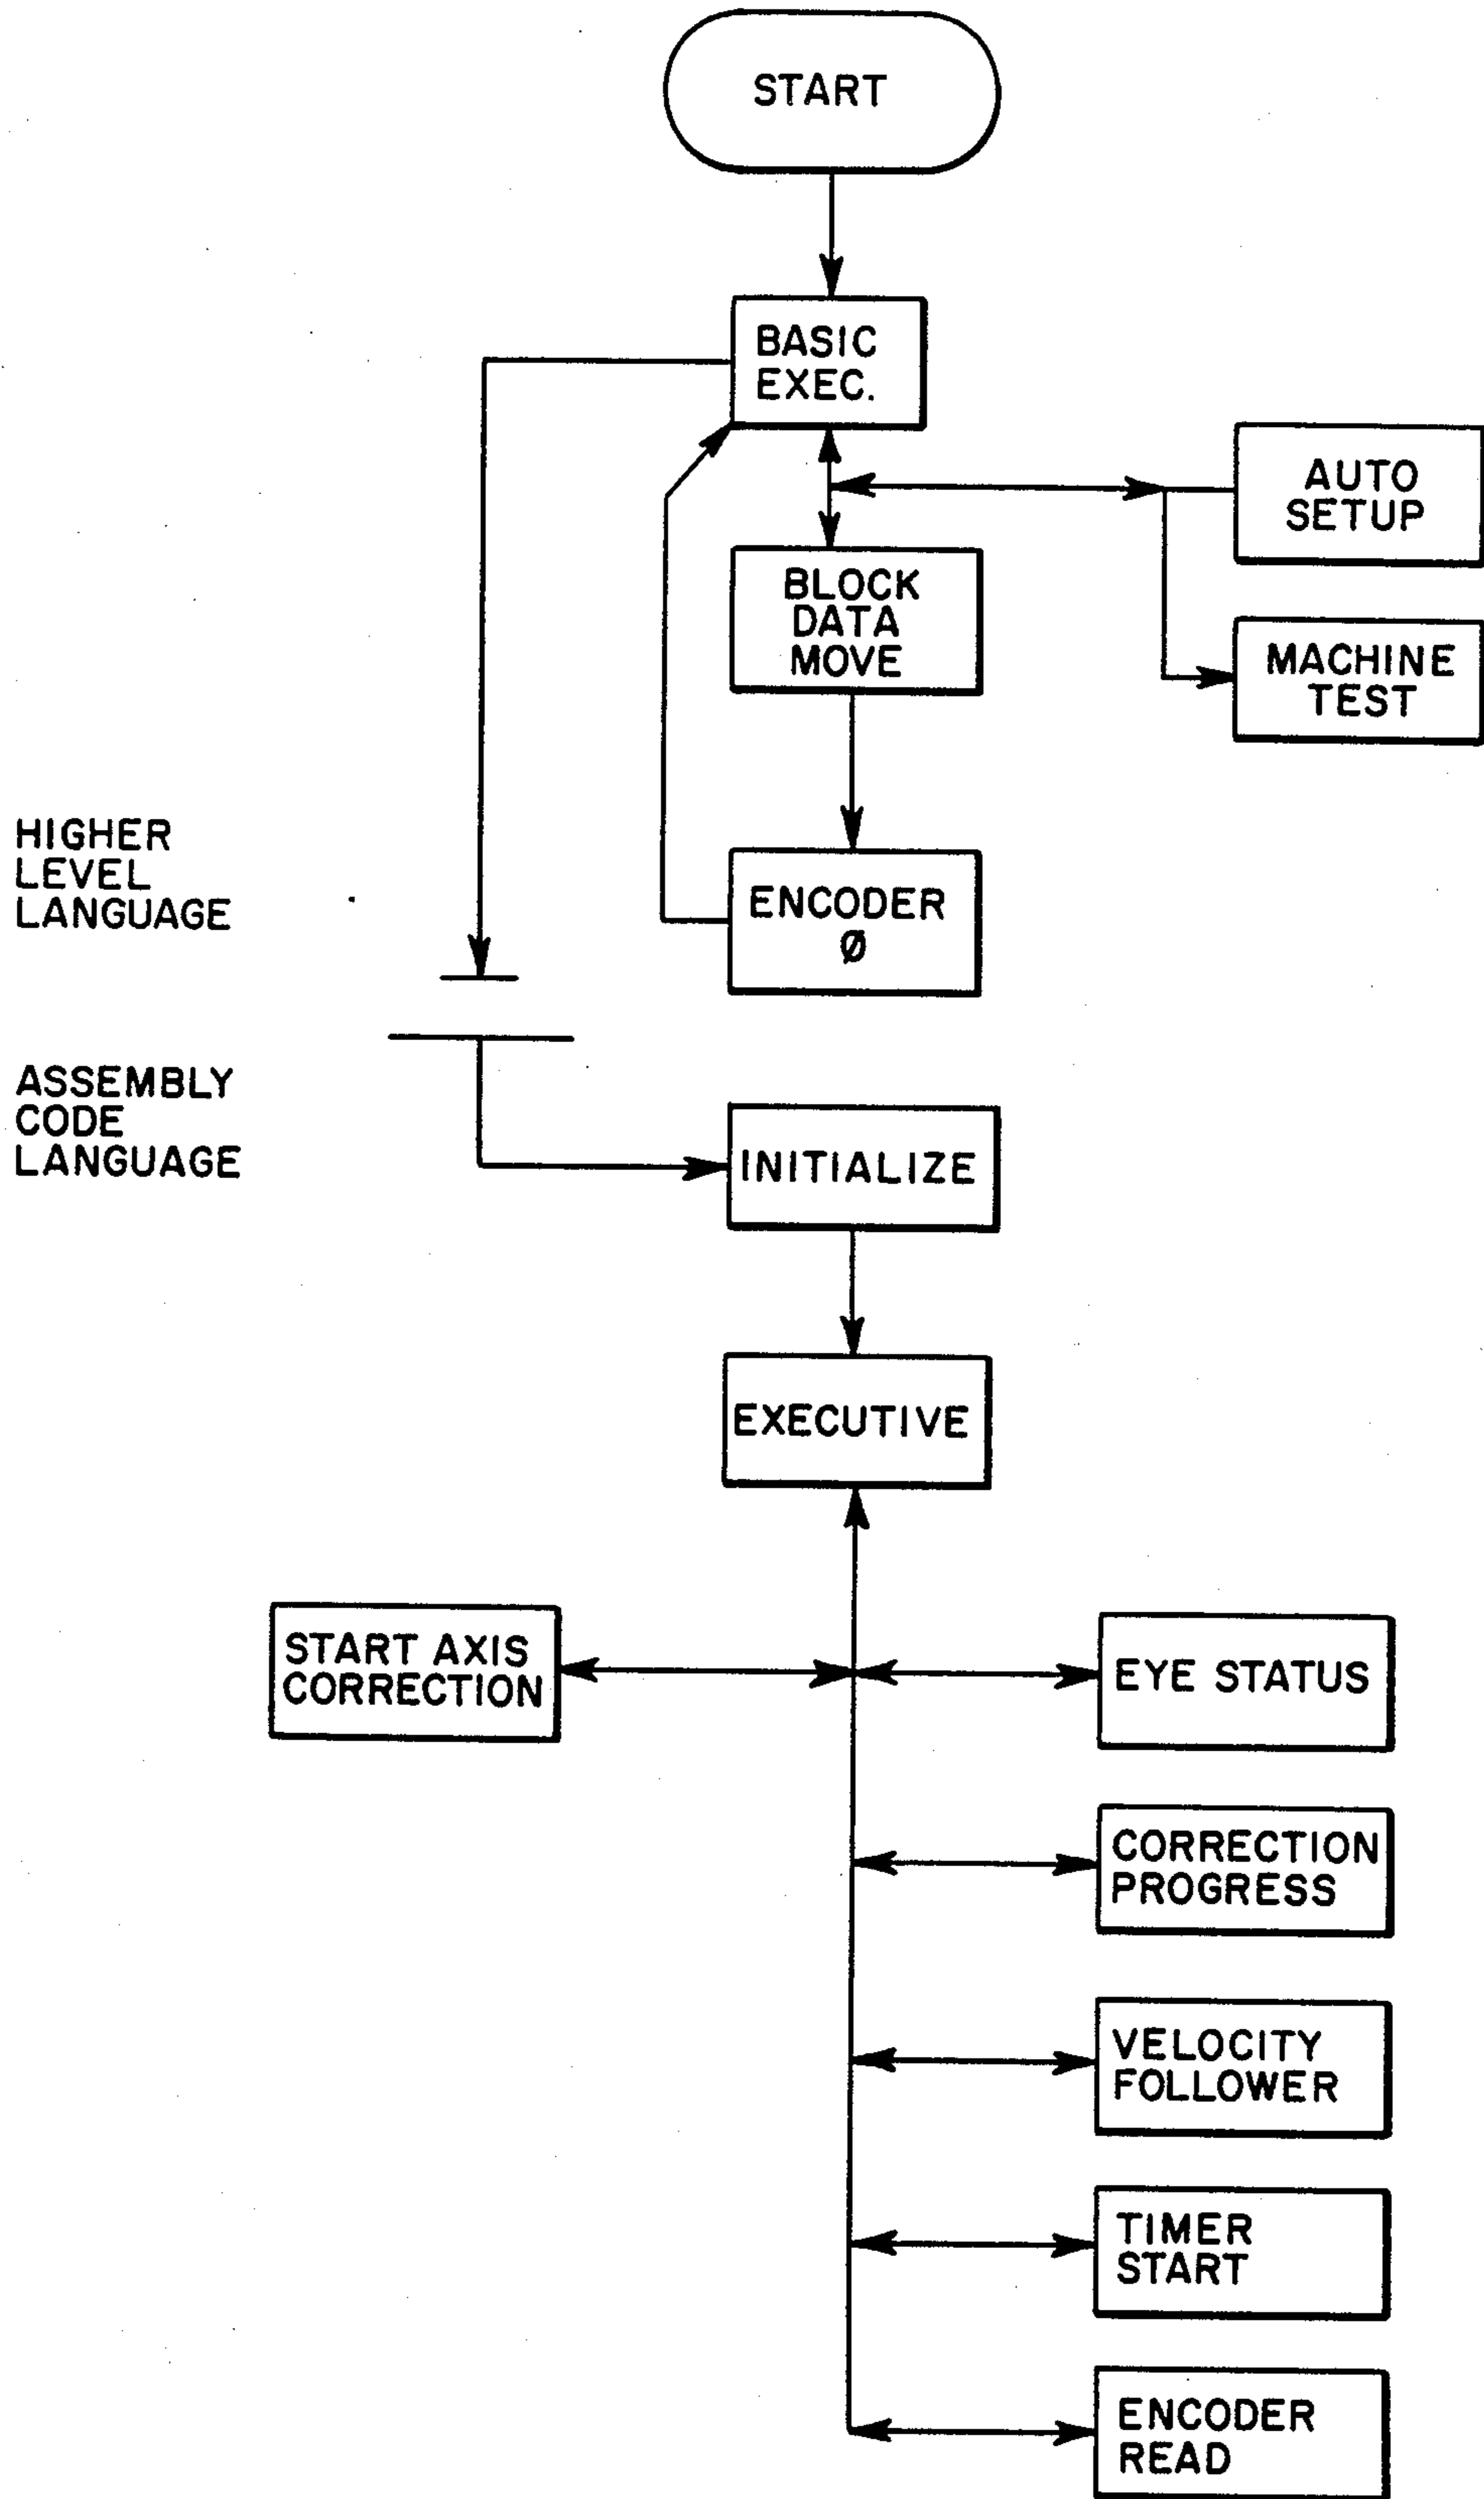 START
BASIC
EXEC.
AUTO
SETUP
BLOCK
DATA
MOVE
MACHINE
TEST
HIGHER
LEVEL
LANGUAGE
ENCODER
Ø
ASSEMBLY
CODE
LANGUAGE
INITIALIZE
EXECUTIVE
START AXIS
CORRECTION
EYE STATUS
CORRECTION
PROGRESS
VELOCITY
FOLLOWER
TIMER
START
ENCODER
READ